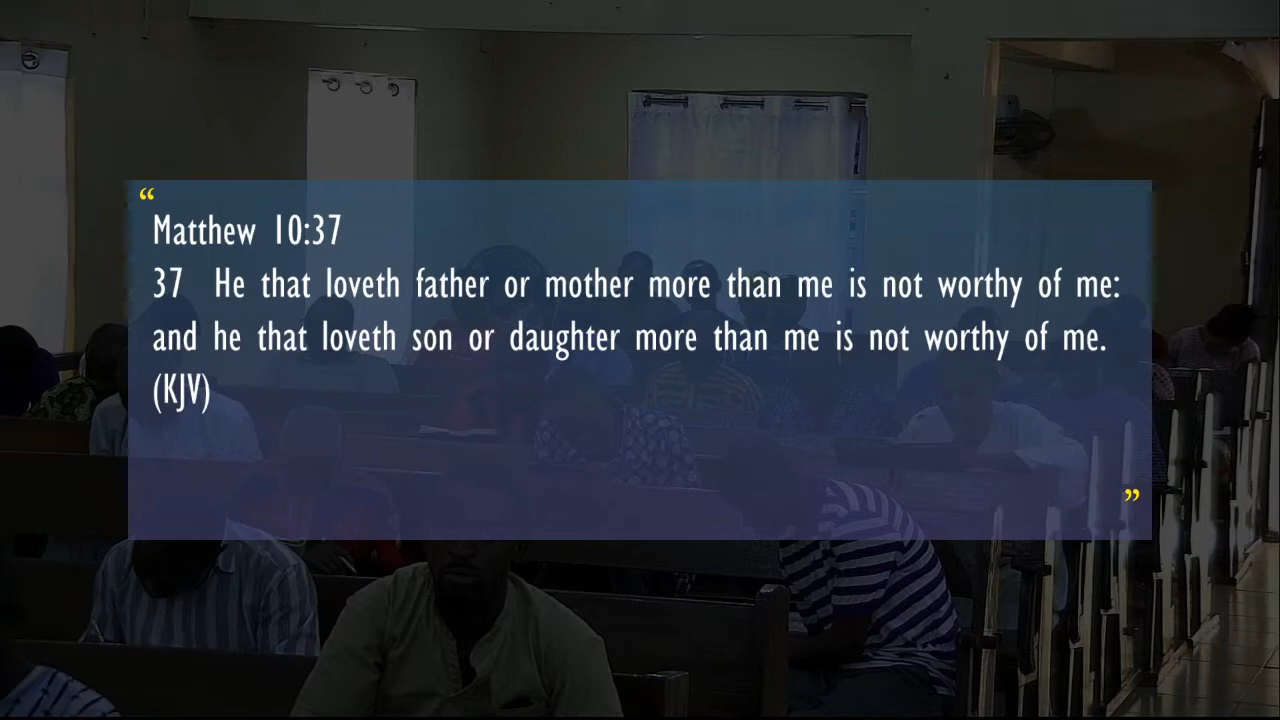 “
Matthew 10:37
37 He that loveth father or mother more than me is not worthy of me:
and he that loveth son or daughter more than me is not worthy of me.
(KJV)
”